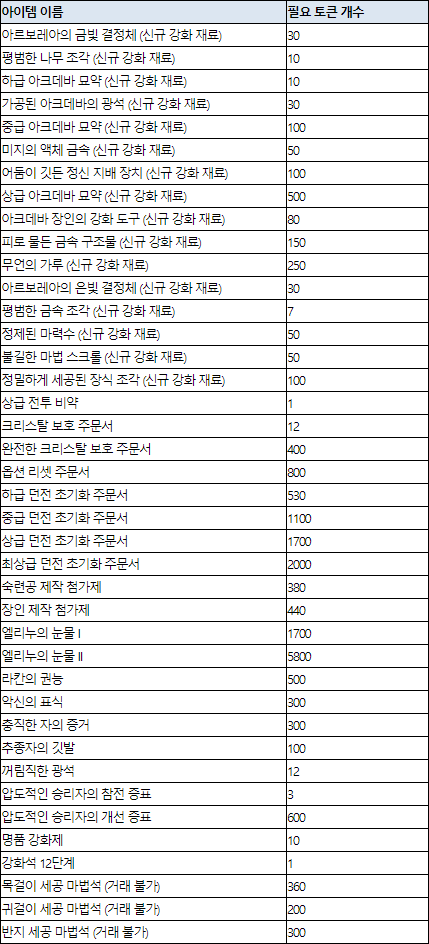 아이템 이름 필요 토큰 개수
아르보레아의 금빛 결정체 (신규 강화 재료) 30
평범한 나무 조각 (신규 강화 재료) 10
하급 아크데바 묘약 (신규 강화 재료) 10
가공된 아크데바의 광석 (신규 강화 재료) 30
중급 아크데바 묘약 (신규 강화 재료) 100
미지의 액체 금속 (신규 강화 재료) 50
어둠이 깃든 정신 지배 장치 (신규 강화 재료) 100
상급 아크데바 묘약 (신규 강화 재료) 500
아크데바 장인의 강화 도구 (신규 강화 재료) 80
피로 물든 금속 구조물 (신규 강화 재료) 150
무언의 가루 (신규 강화 재료) 250
아르보레아의 은빛 결정체 (신규 강화 재료) 30
평범한 금속 조각 (신규 강화 재료) 7
정제된 마력수 (신규 강화 재료) 50
불길한 마법 스크롤 (신규 강화 재료) 50
정밀하게 세공된 장식 조각 (신규 강화 재료) 100
상급 전투 비약 1
크리스탈 보호 주문서 12
완전한 크리스탈 보호 주문서 400
옵션 리셋 주문서 800
하급 던전 초기화 주문서 530
중급 던전 초기화 주문서 1100
상급 던전 초기화 주문서 1700
최상급 던전 초기화 주문서 2000
숙련공 제작 첨가제 380
장인 제작 첨가제 440
엘리누의 눈물 I 1700
엘리누의 눈물 II 5800
라칸의 권능 500
악신의 표식 300
충직한 자의 증거 300
추종자의 깃발 100
꺼림직한 광석 12
압도적인 승리자의 참전 증표 3
압도적인 승리자의 개선 증표 600
명품 강화제 10
강화석 12단계 1
목걸이 세공 마법석 (거래 불가) 360
귀걸이 세공 마법석 (거래 불가) 200
반지 세공 마법석 (거래 불가) 300